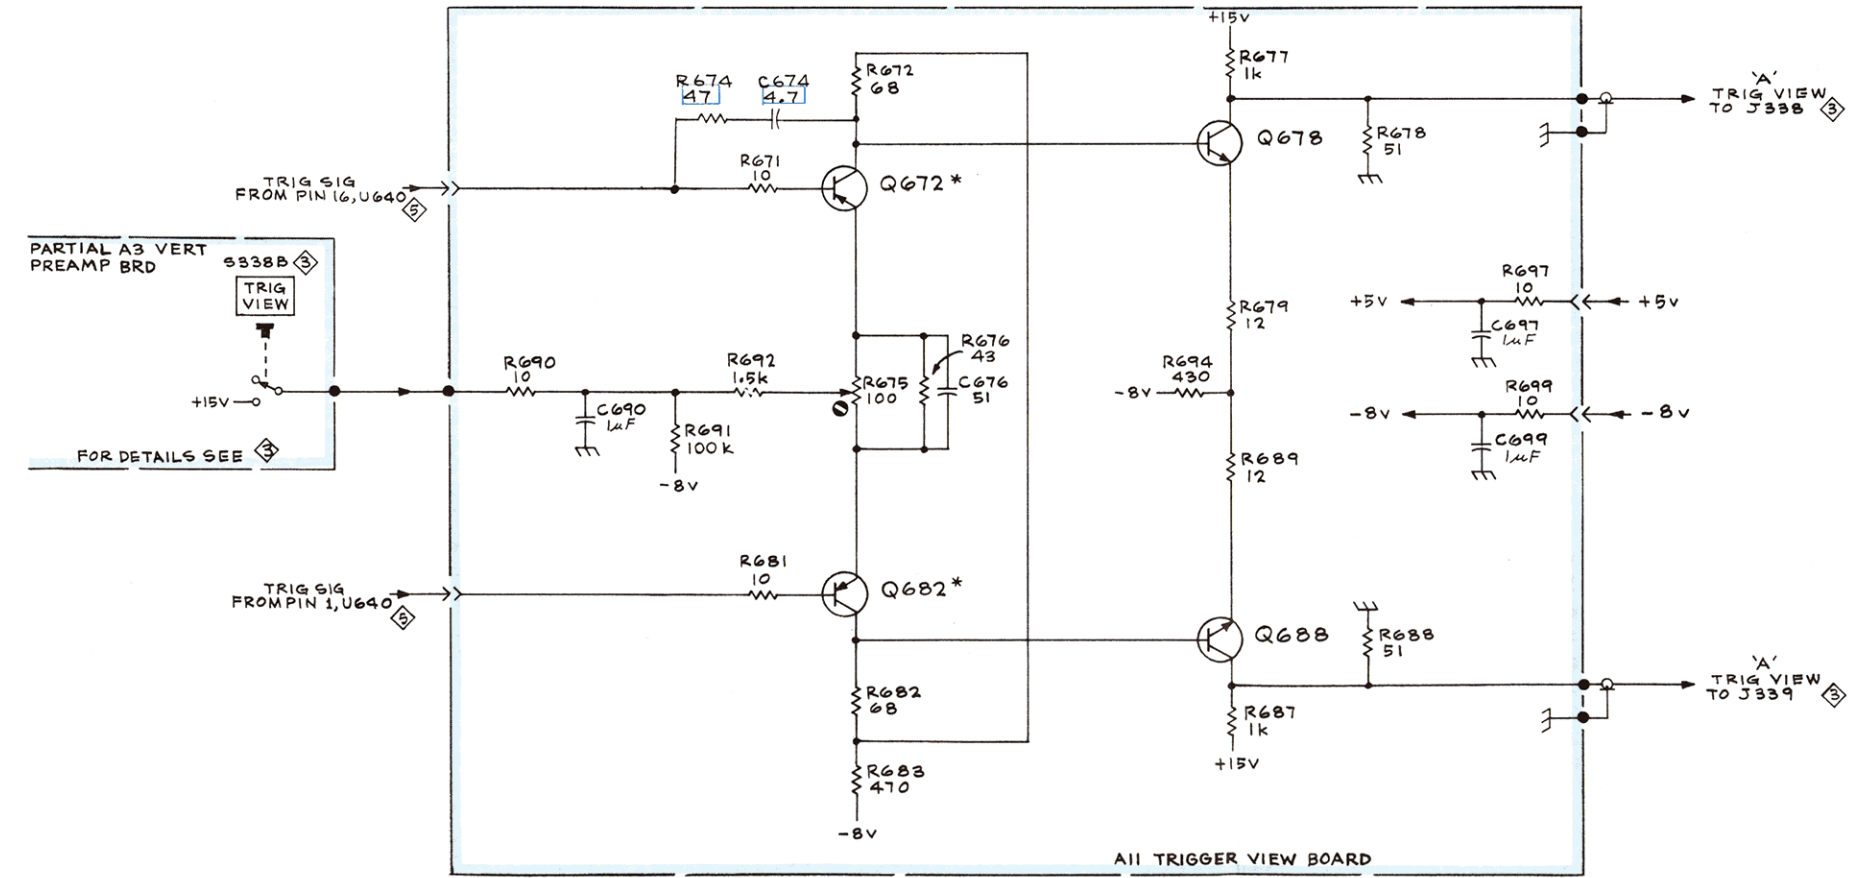 +15V
R677
1k
R672
68
R674
47
C674
4.7
'A'
TRIG VIEW
TO J338
3
Q678
R678
51
R671
10
Q672*
TRIG SIG
FROM PIN 16, U640
5
PARTIAL A3 VERT
PREAMP BRD
S338B
3
TRIG
VIEW
+15V
FOR DETAILS SEE
3
R690
10
C690
1µF
R691
100k
-8V
R692
1.5k
R675
100
R676
43
C676
51
R679
12
R694
430
-8V
R689
12
R697
10
+5V
+5V
C697
1µF
R699
10
-8V
-8V
C699
1µF
TRIG SIG
FROM PIN 1, U640
5
R681
10
Q682*
Q688
R688
51
R682
68
R687
1k
+15V
'A'
TRIG VIEW
TO J339
3
R683
470
-8V
A11 TRIGGER VIEW BOARD